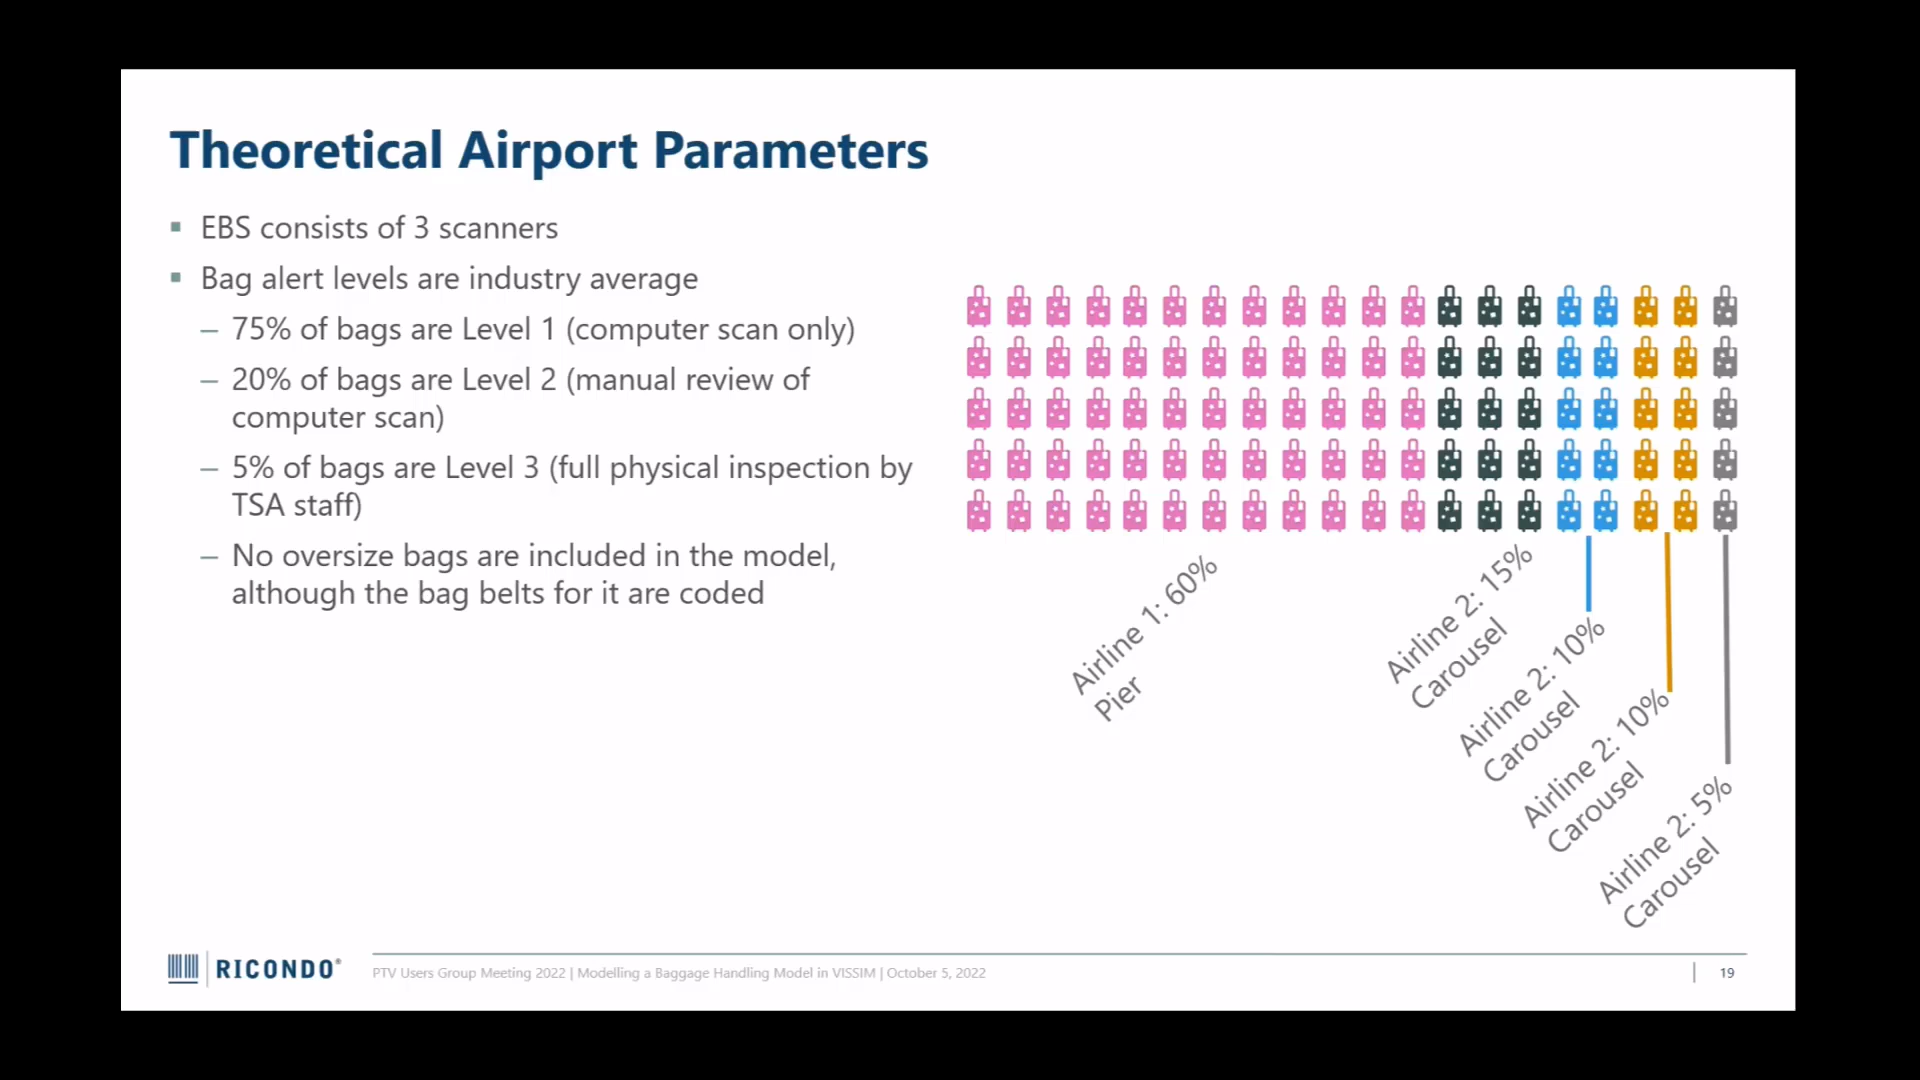 Theoretical Airport Parameters
▪ EBS consists of 3 scanners
▪ Bag alert levels are industry average
– 75% of bags are Level 1 (computer scan only)
– 20% of bags are Level 2 (manual review of
computer scan)
– 5% of bags are Level 3 (full physical inspection by
TSA staff)
– No oversize bags are included in the model,
although the bag belts for it are coded
Airline 1: 60%
Pier
Airline 2: 15%
Carousel
Airline 2: 10%
Carousel
Airline 2: 10%
Carousel
Airline 2: 5%
Carousel
RICONDO®
PTV Users Group Meeting 2022 | Modelling a Baggage Handling Model in VISSIM | October 5, 2022
| 19